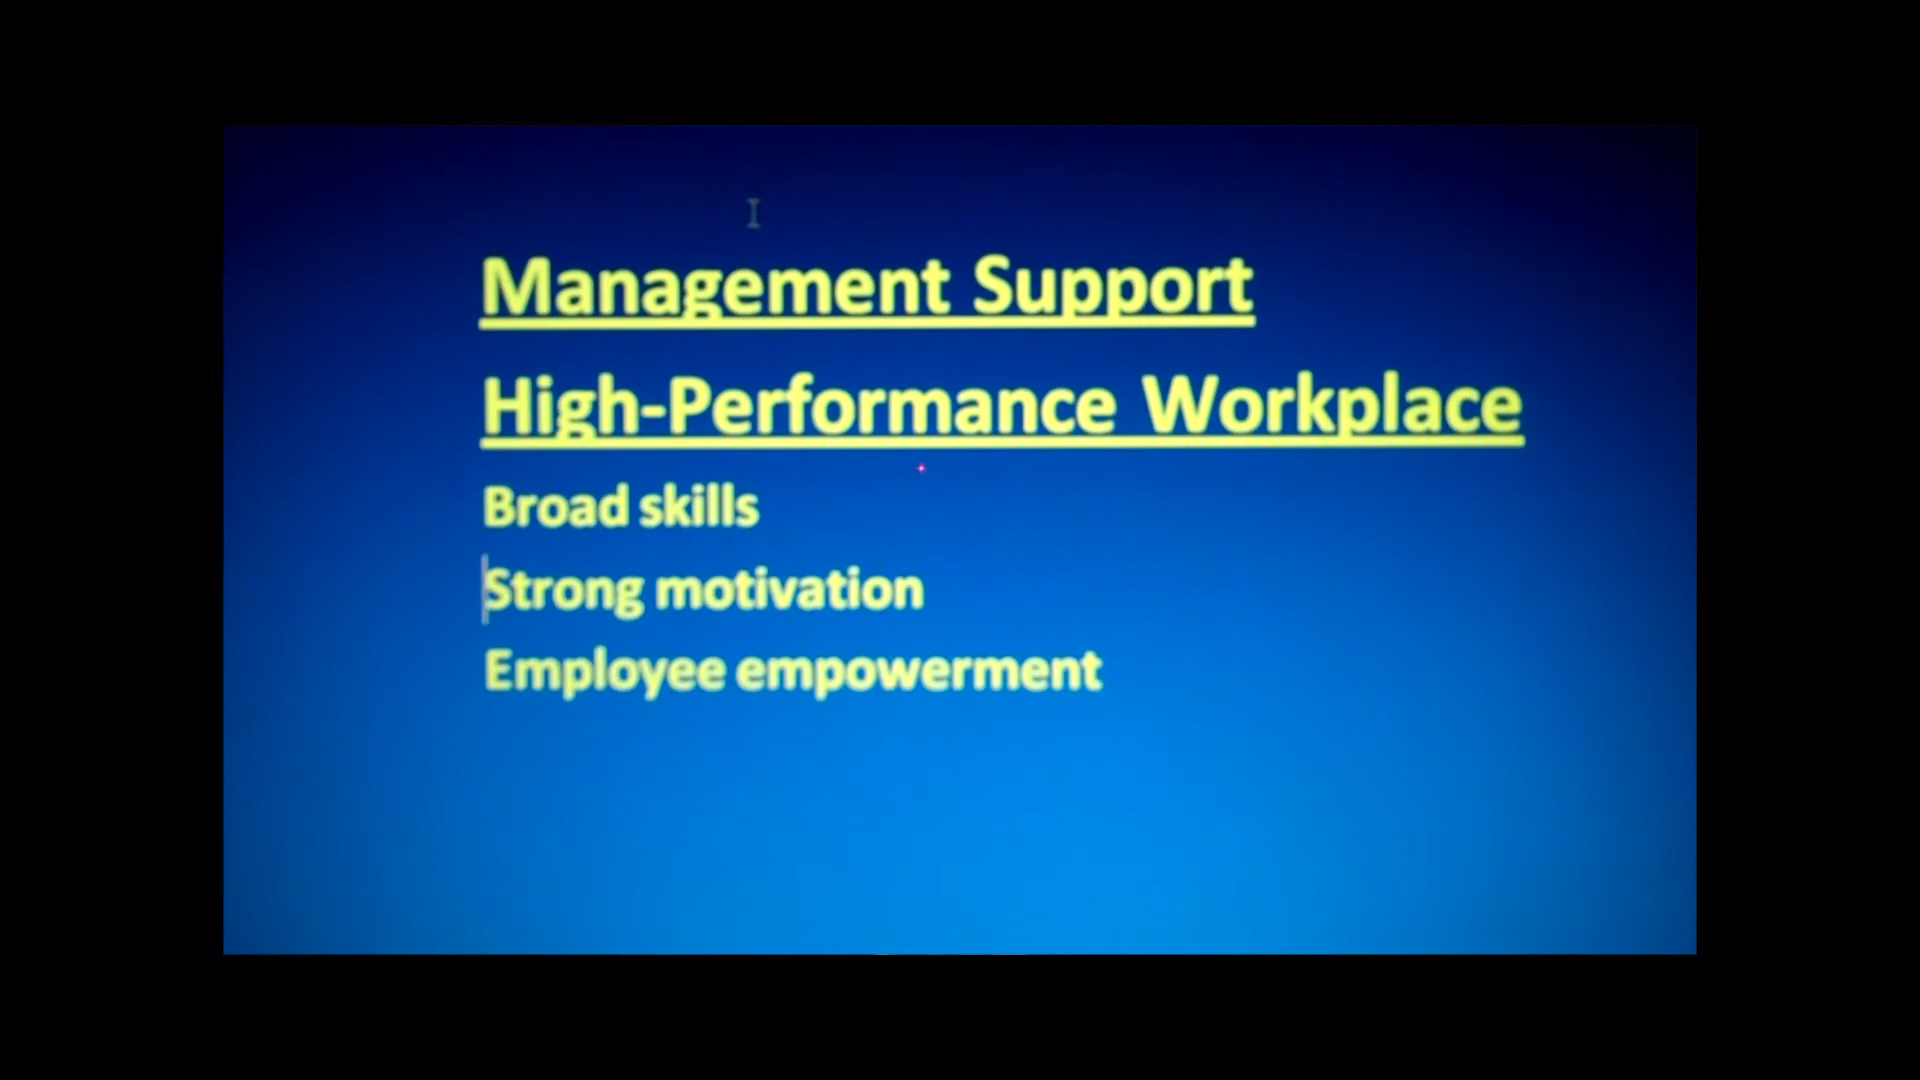 Management Support
High-Performance Workplace
Broad skills
Strong motivation
Employee empowerment